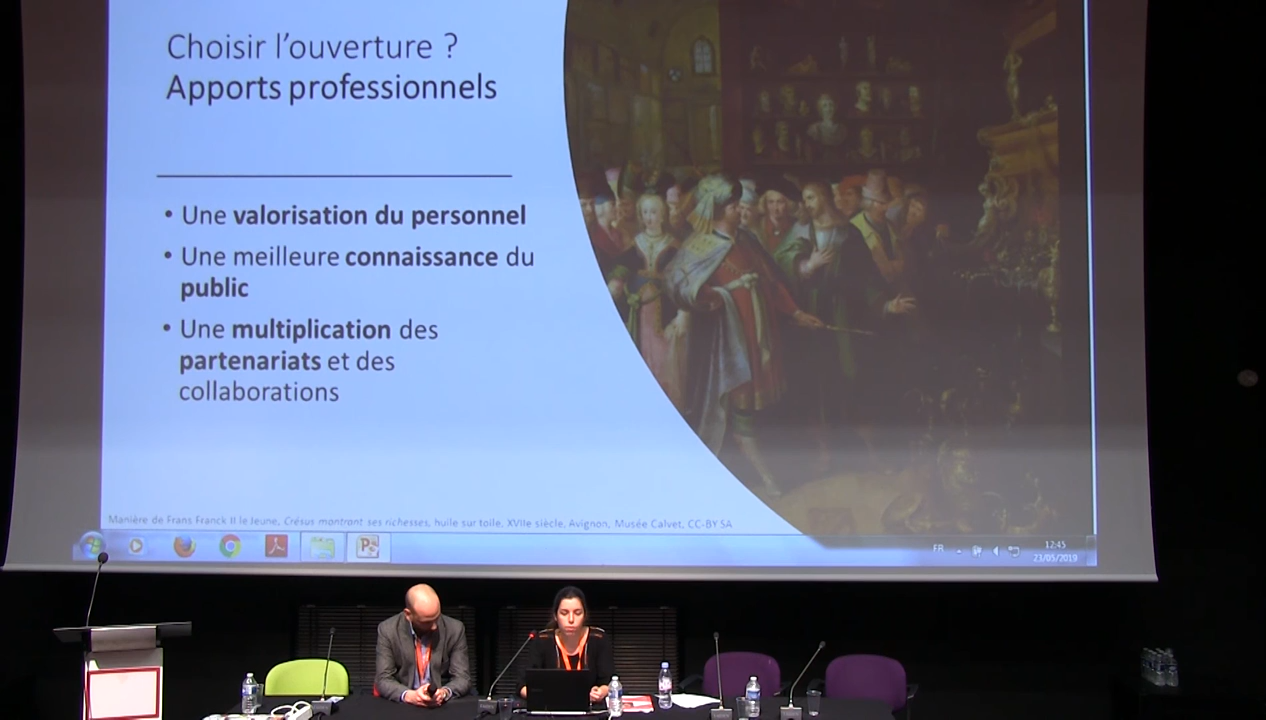 Choisir l'ouverture ?
Apports professionnels
• Une valorisation du personnel
• Une meilleure connaissance du
public
• Une multiplication des
partenariats et des
collaborations
Manière de Frans Franck II le Jeune, Crésus montrant ses richesses, huile sur toile, XVIIe siècle, Avignon, Musée Calvet, CC-BY SA
FR
12:45
23/05/2019